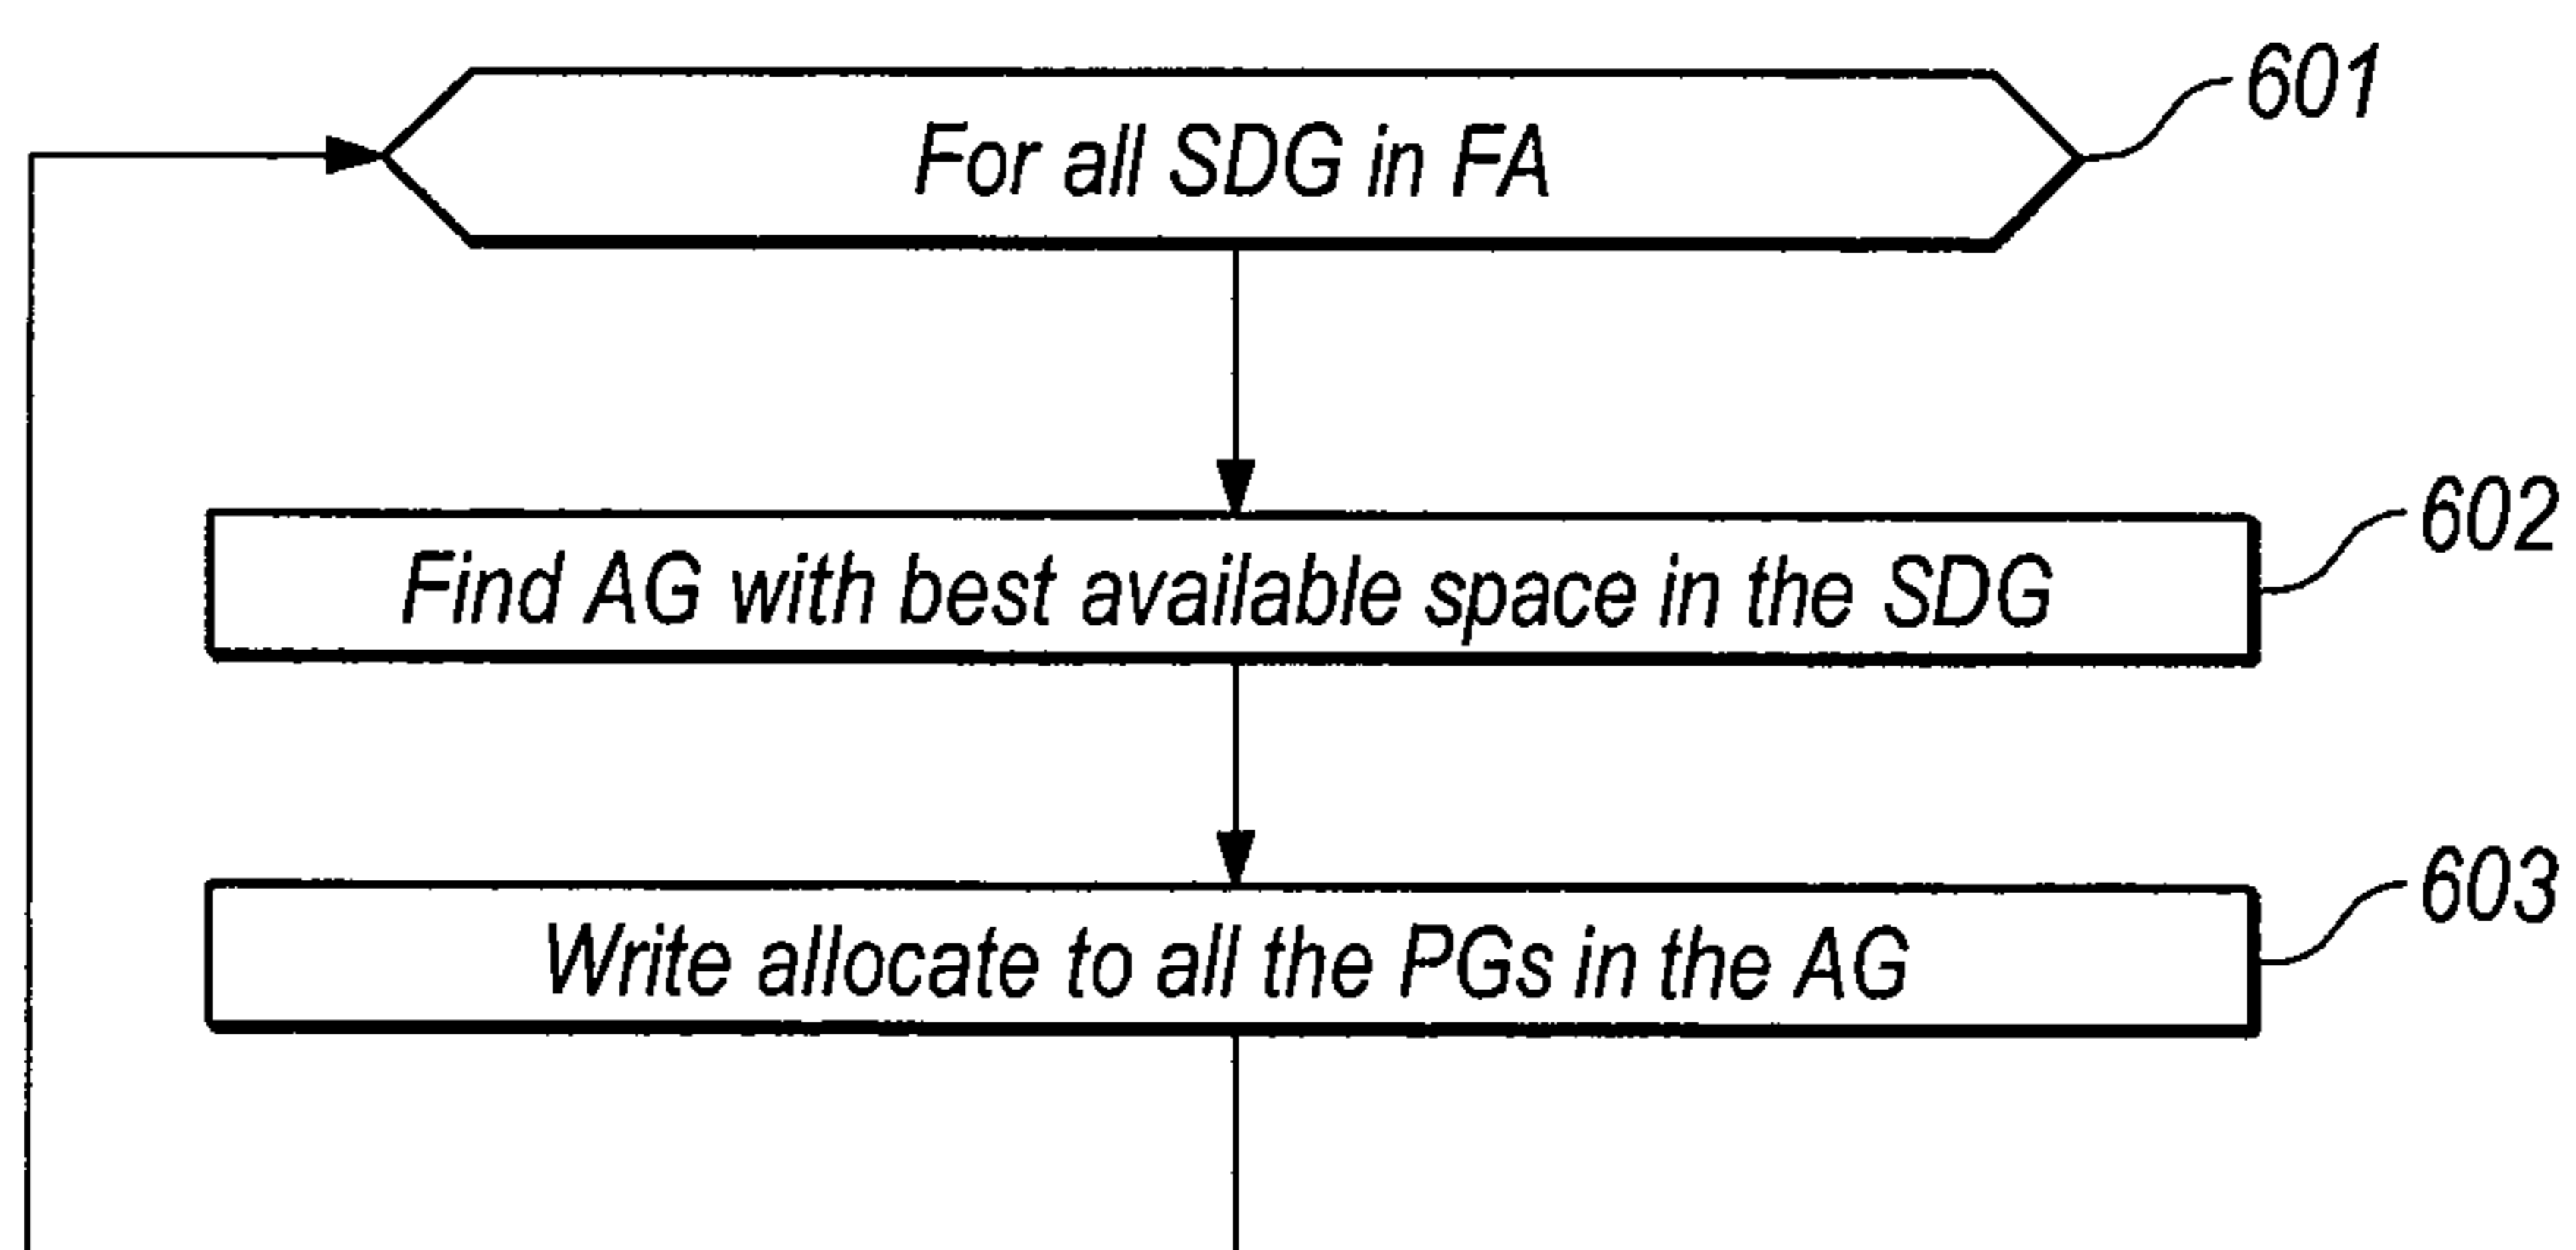 601
For all SDG in FA
602
Find AG with best available space in the SDG
603
Write allocate to all the PGs in the AG